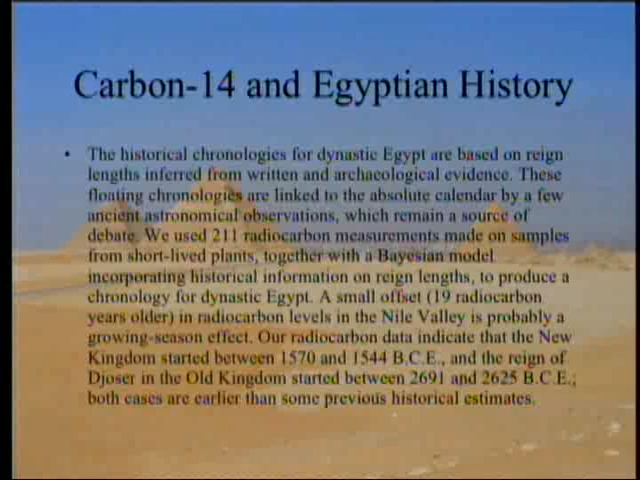 Carbon-14 and Egyptian History
• The historical chronologies for dynastic Egypt are based on reign
lengths inferred from written and archaeological evidence. These
floating chronologies are linked to the absolute calendar by a few
ancient astronomical observations, which remain a source of
debate. We used 211 radiocarbon measurements made on samples
from short-lived plants, together with a Bayesian model
incorporating historical information on reign lengths, to produce a
chronology for dynastic Egypt. A small offset (19 radiocarbon
years older) in radiocarbon levels in the Nile Valley is probably a
growing-season effect. Our radiocarbon data indicate that the New
Kingdom started between 1570 and 1544 B.C.E., and the reign of
Djoser in the Old Kingdom started between 2691 and 2625 B.C.E.;
both cases are earlier than some previous historical estimates.